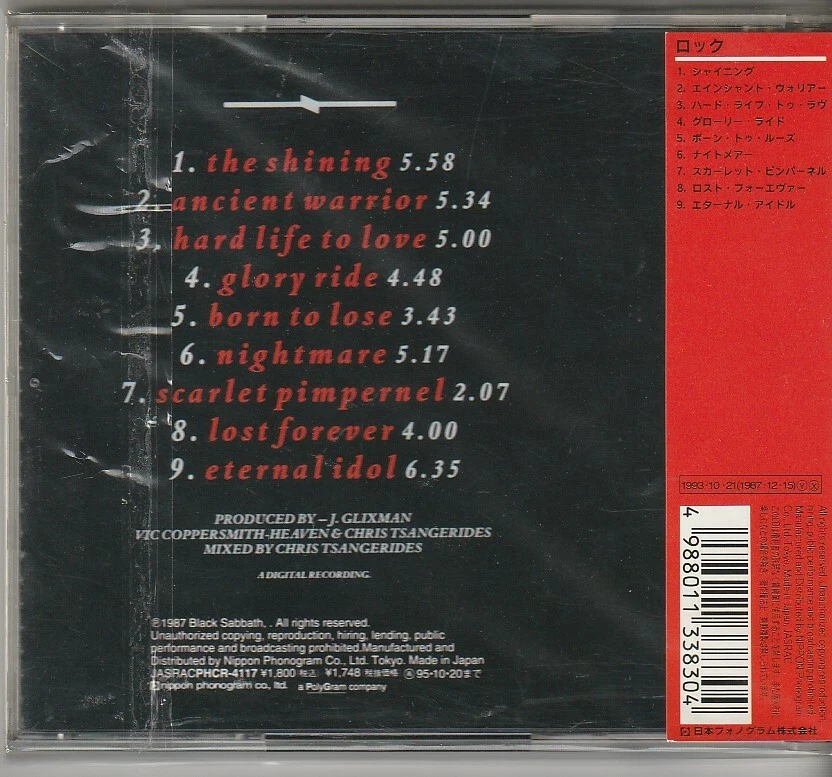 1. the shining 5.58
2. ancient warrior 5.34
3. hard life to love 5.00
4. glory ride 4.48
5. born to lose 3.43
6. nightmare 5.17
7. scarlet pimpernel 2.07
8. lost forever 4.00
9. eternal idol 6.35
PRODUCED BY – J. GLIXMAN
VIC COPPERSMITH-HEAVEN & CHRIS TSANGERIDES
MIXED BY CHRIS TSANGERIDES
A DIGITAL RECORDING.
℗1987 Black Sabbath, . All rights reserved.
Unauthorized copying, reproduction, hiring, lending, public
performance and broadcasting prohibited.Manufactured and
Distributed by Nippon Phonogram Co., Ltd. Tokyo. Made in Japan
JASRAC PHCR-4117 ¥1,800 税込 ¥1,748 税抜価格 Ⓐ95・10・20まで
nippon phonogram co., ltd. a PolyGram company
ロック
1. シャイニング
2. エインシャント・ウォリアー
3. ハード・ライフ・トゥ・ラヴ
4. グローリー・ライド
5. ボーン・トゥ・ルーズ
6. ナイトメアー
7. スカーレット・ピンパーネル
8. ロスト・フォーエヴァー
9. エターナル・アイドル
1993・10・21(1987・12・15)ⓎⓍ
4 988011 338304
日本フォノグラム株式会社